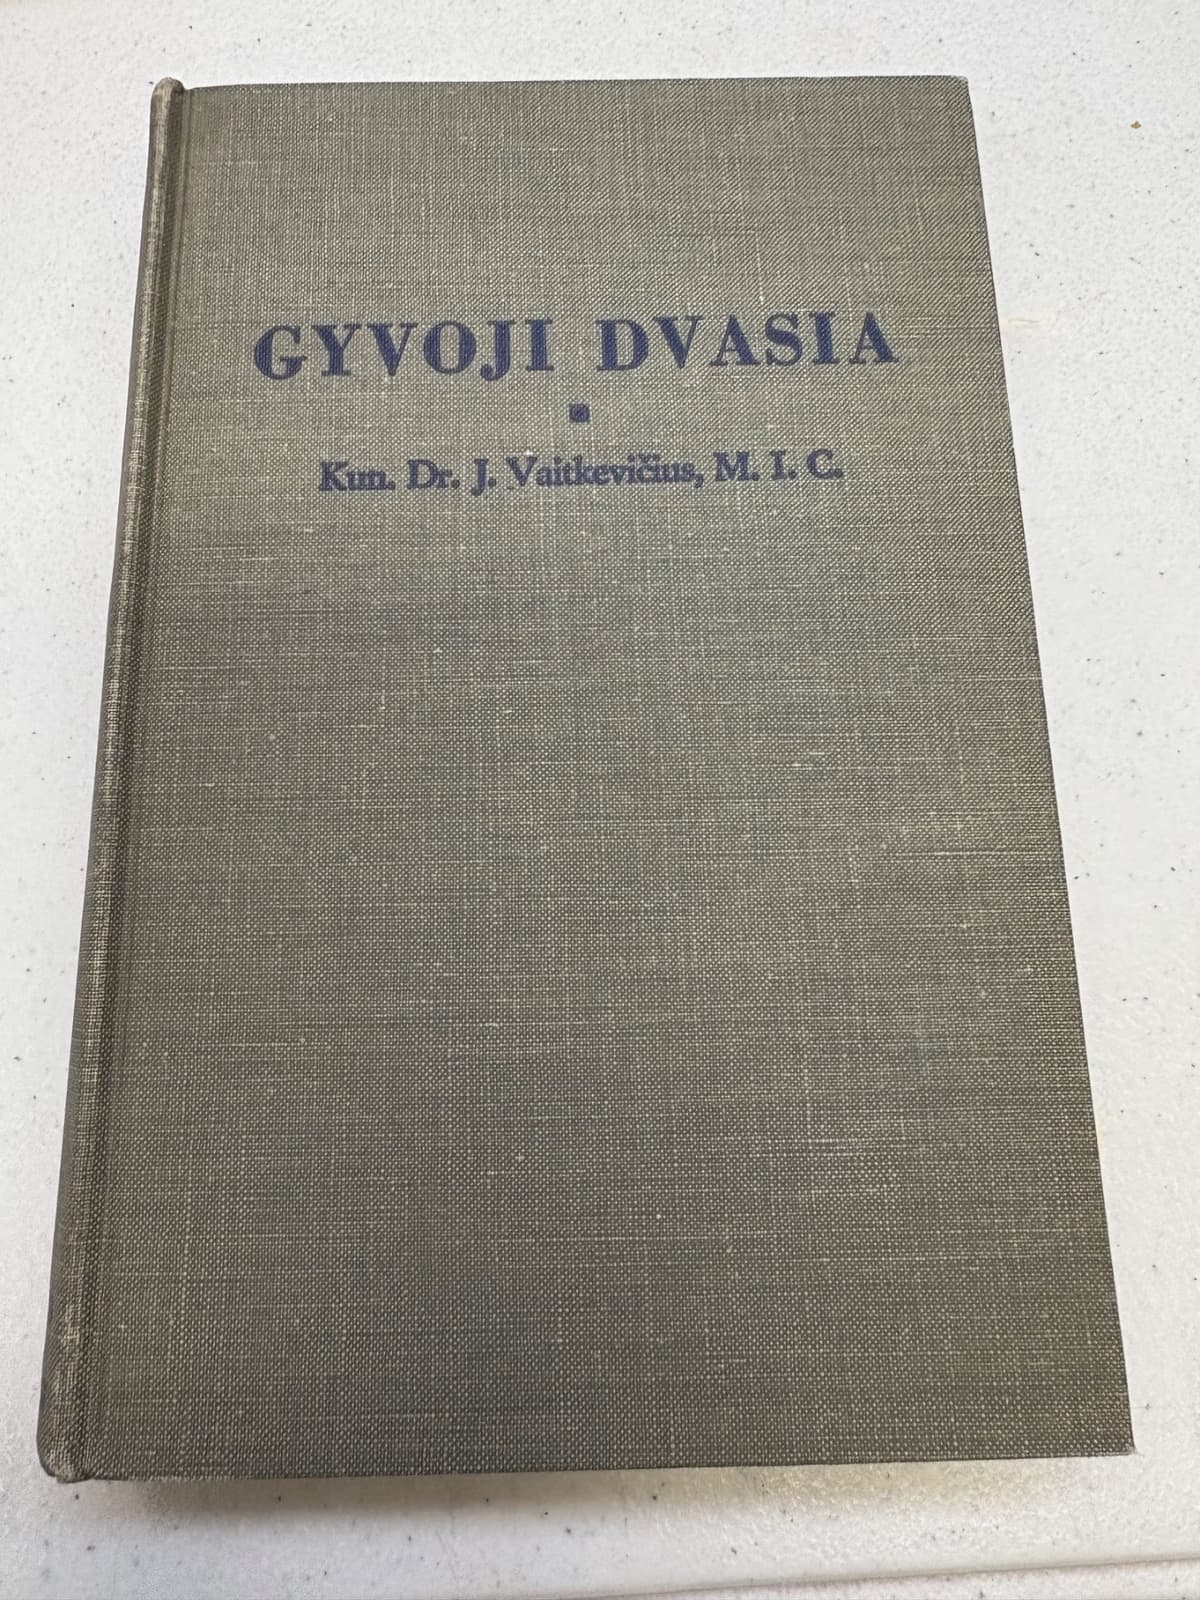 GYVOJI DVASIA
Kun. Dr. J. Vaitkevičius, M. I. C.